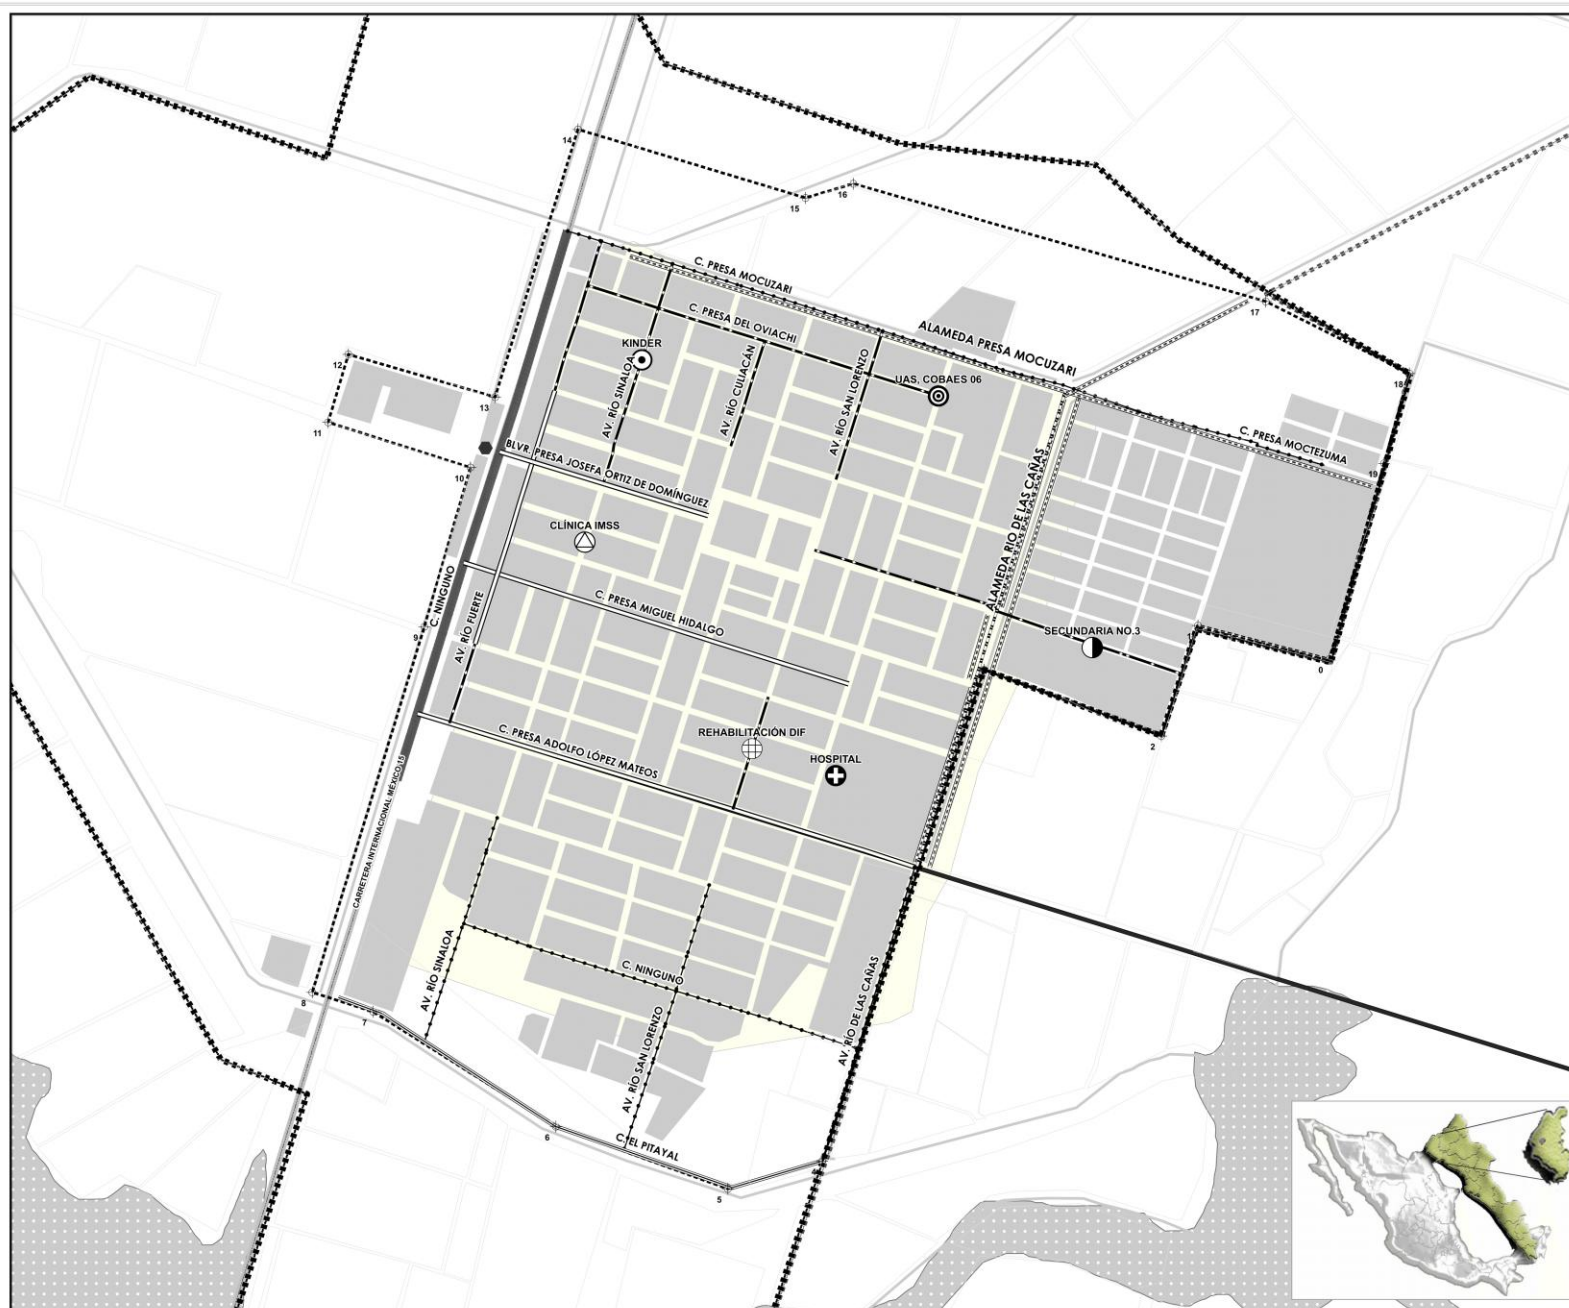 14
15
16
17
C. PRESA MOCUZARI
C. PRESA DEL OVIACHI
ALAMEDA PRESA MOCUZARI
KINDER
12
AV. RÍO SINALOA
AV. RÍO CULIACÁN
AV. RÍO SAN LORENZO
UAS, COBAES 06
18
13
11
C. PRESA MOCTEZUMA
BLVR. PRESA JOSEFA ORTIZ DE DOMÍNGUEZ
10
19
ALAMEDA RIO DE LAS CAÑAS
CLÍNICA IMSS
C. NINGUNO
AV. RÍO FUERTE
C. PRESA MIGUEL HIDALGO
9
SECUNDARIA NO.3
1
0
C. PRESA ADOLFO LÓPEZ MATEOS
REHABILITACIÓN DIF
HOSPITAL
2
CARRETERA INTERNACIONAL MÉXICO 15
AV. RÍO SINALOA
C. NINGUNO
AV. RÍO SAN LORENZO
AV. RÍO DE LAS CAÑAS
8
7
6
C. EL PITAYAL
5